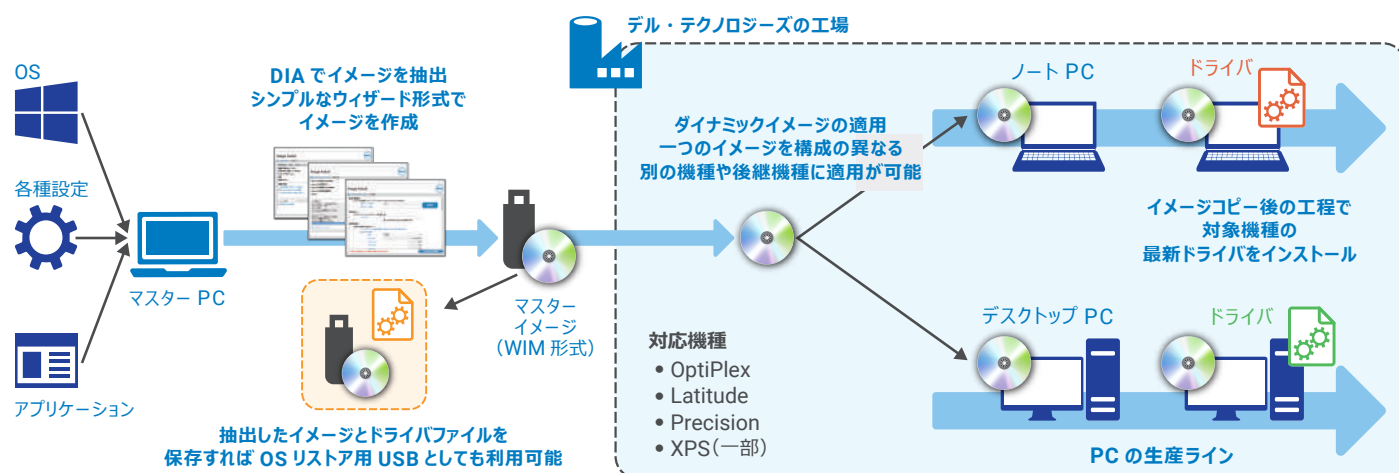 OS
各種設定
アプリケーション
マスター PC
DIA でイメージを抽出
シンプルなウィザード形式で
イメージを作成
マスター
イメージ
（WIM 形式）
抽出したイメージとドライバファイルを
保存すれば OS リストア用 USB としても利用可能
デル・テクノロジーズの工場
ダイナミックイメージの適用
一つのイメージを構成の異なる
別の機種や後継機種に適用が可能
対応機種
• OptiPlex
• Latitude
• Precision
• XPS（一部）
ノート PC
ドライバ
イメージコピー後の工程で
対象機種の
最新ドライバをインストール
デスクトップ PC
ドライバ
PC の生産ライン